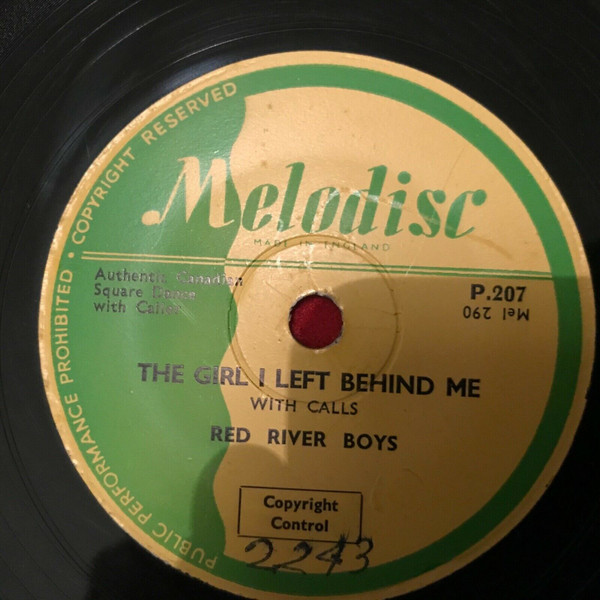 PUBLIC PERFORMANCE PROHIBITED · COPYRIGHT RESERVED
Melodisc
MADE IN ENGLAND
Authentic Canadian
Square Dance
with Calls
P.207
Mel 290
THE GIRL I LEFT BEHIND ME
WITH CALLS
RED RIVER BOYS
Copyright
Control
2243